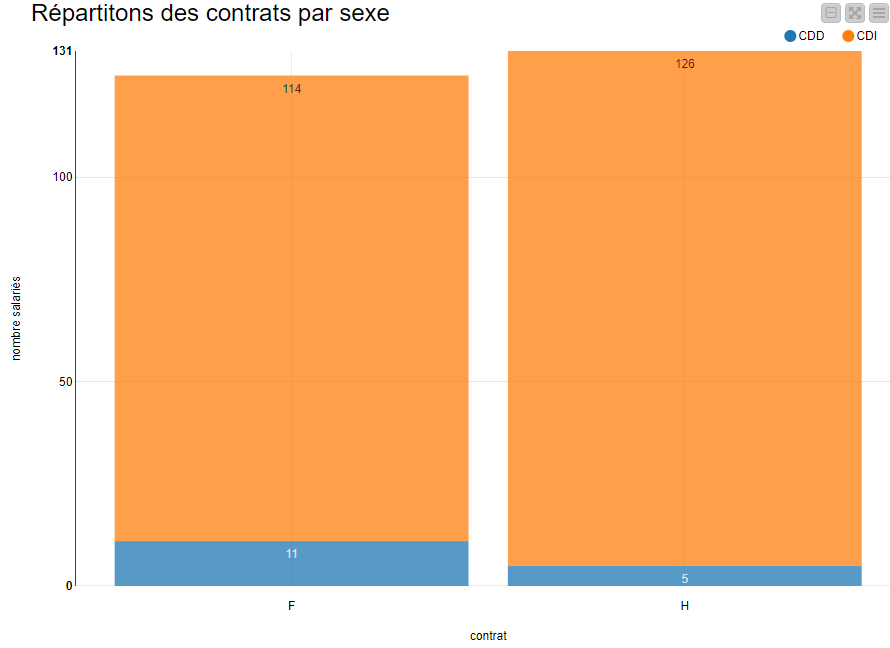 Répartitons des contrats par sexe
CDD
CDI
131
114
126
100
nombre salariés
50
11
5
0
F
H
contrat